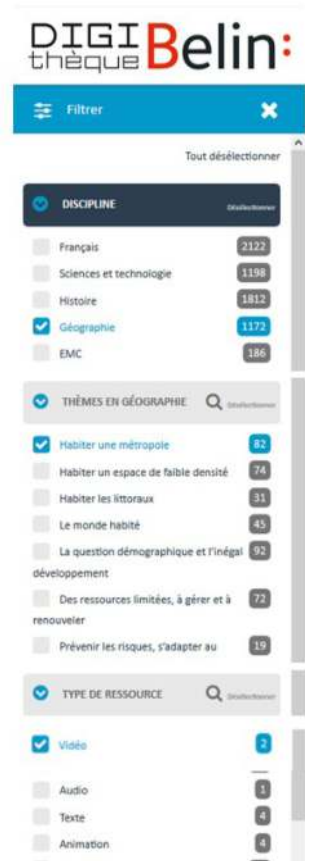 DIGI
thèque Belin:
Filtrer
Tout désélectionner
DISCIPLINE Désélectionner
Français 2122
Sciences et technologie 1198
Histoire 1812
Géographie 1172
EMC 186
THÈMES EN GÉOGRAPHIE Désélectionner
Habiter une métropole 82
Habiter un espace de faible densité 74
Habiter les littoraux 31
Le monde habité 45
La question démographique et l'inégal 92
développement
Des ressources limitées, à gérer et à 72
renouveler
Prévenir les risques, s'adapter au 19
TYPE DE RESSOURCE Désélectionner
Vidéo 2
Audio 1
Texte 4
Animation 4